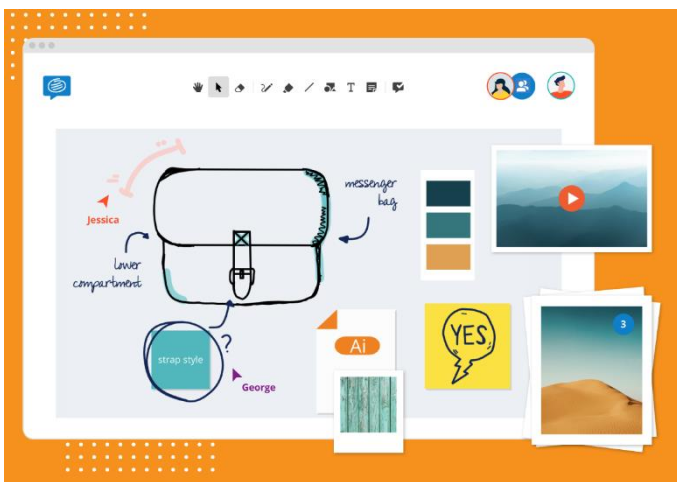 T
messenger
bag
Jessica
lower
compartment
?
strap style
George
Ai
YES
3